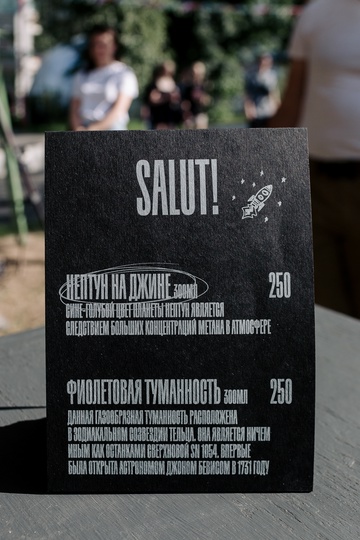 SALUT!
НЕПТУН НА ДЖИНЕ 300МЛ 250
СИНЕ-ГОЛУБОЙ ЦВЕТ ПЛАНЕТЫ НЕПТУН ЯВЛЯЕТСЯ
СЛЕДСТВИЕМ БОЛЬШИХ КОНЦЕНТРАЦИЙ МЕТАНА В АТМОСФЕРЕ
ФИОЛЕТОВАЯ ТУМАННОСТЬ 300МЛ 250
ДАННАЯ ГАЗООБРАЗНАЯ ТУМАННОСТЬ РАСПОЛОЖЕНА
В ЗОДИАКАЛЬНОМ СОЗВЕЗДИИ ТЕЛЬЦА. ОНА ЯВЛЯЕТСЯ НИЧЕМ
ИНЫМ КАК ОСТАНКАМИ СВЕРХНОВОЙ SN 1054. ВПЕРВЫЕ
БЫЛА ОТКРЫТА АСТРОНОМОМ ДЖОНОМ БЕВИСОМ В 1731 ГОДУ